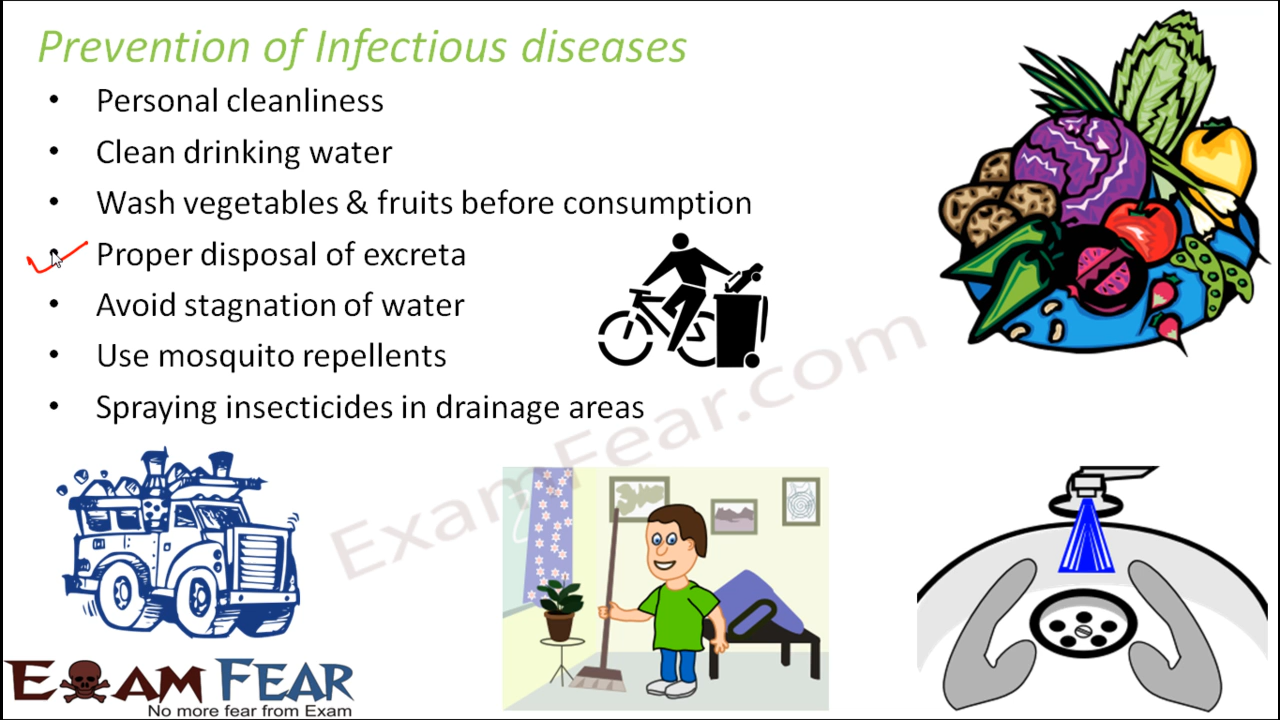 Prevention of Infectious diseases
• Personal cleanliness
• Clean drinking water
• Wash vegetables & fruits before consumption
• Proper disposal of excreta
• Avoid stagnation of water
• Use mosquito repellents
• Spraying insecticides in drainage areas
ExamFear.com
EXAM FEAR
No more fear from Exam